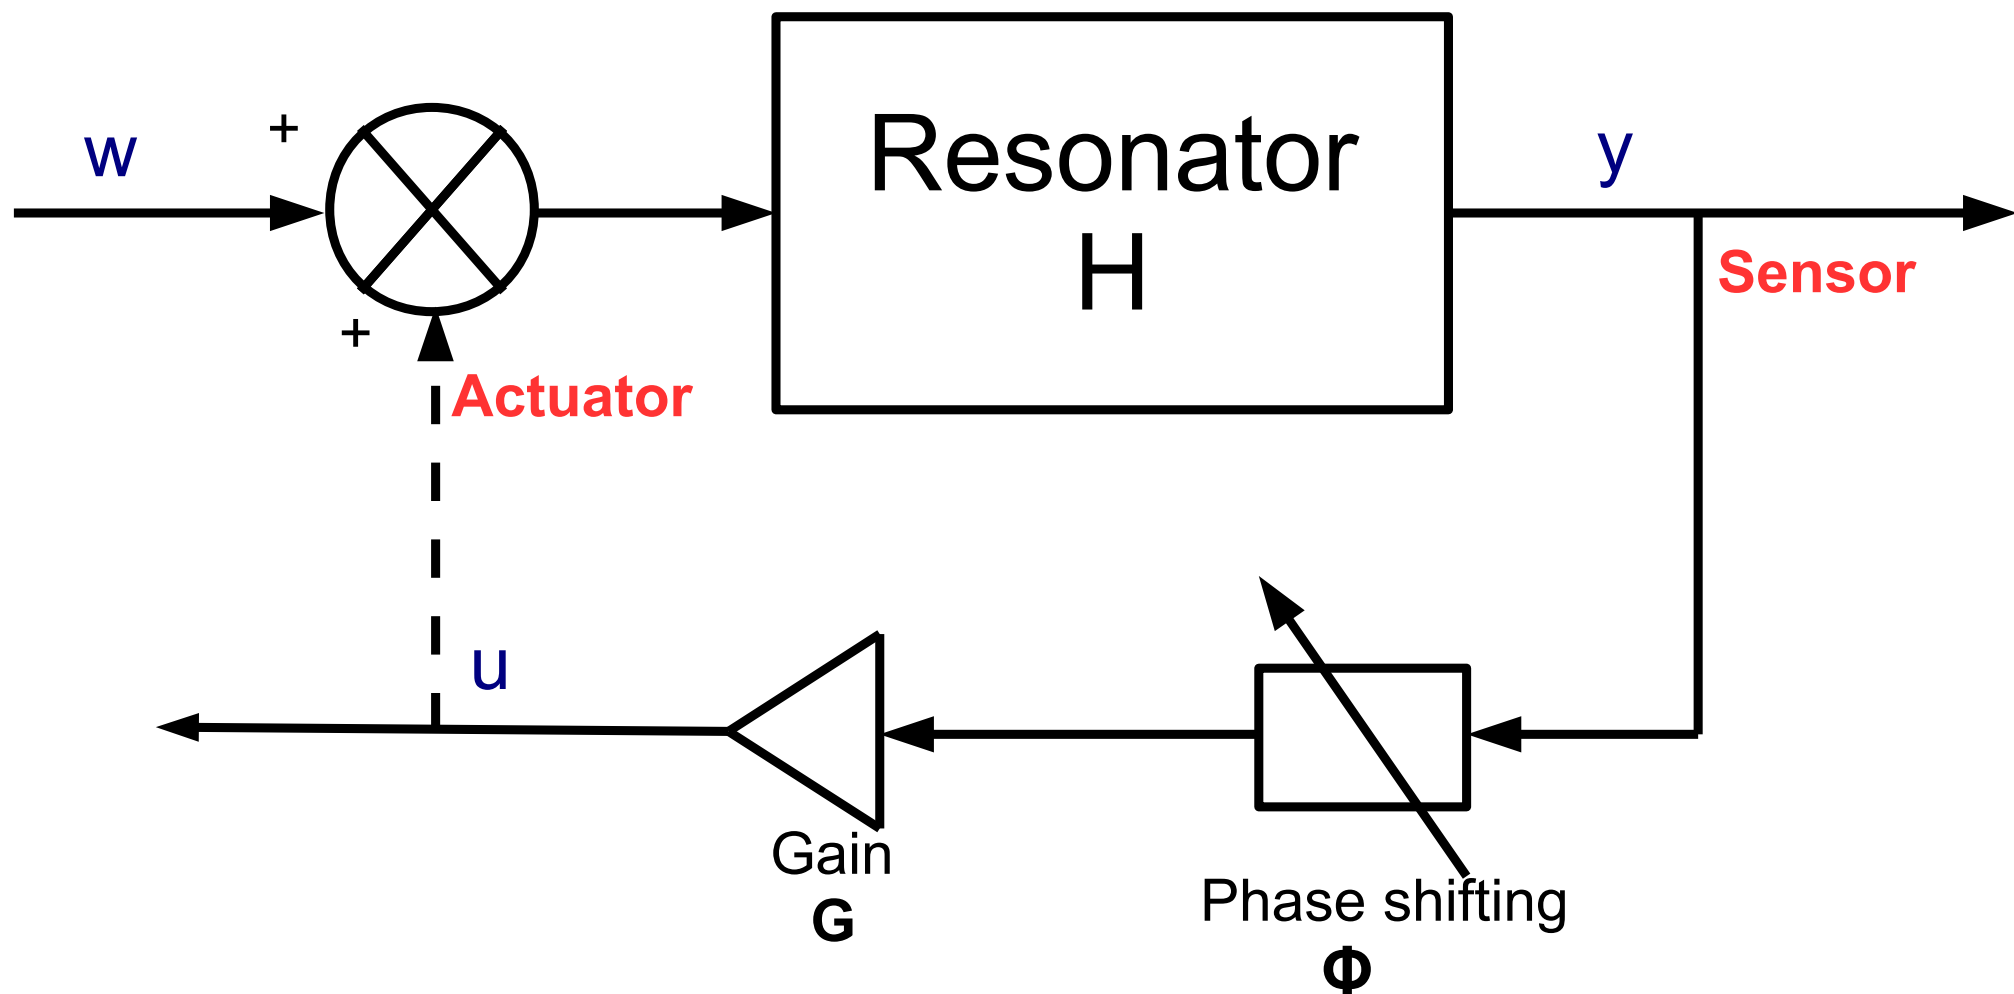 w
+
Resonator
H
y
Sensor
+
Actuator
u
Gain
G
Phase shifting
Φ